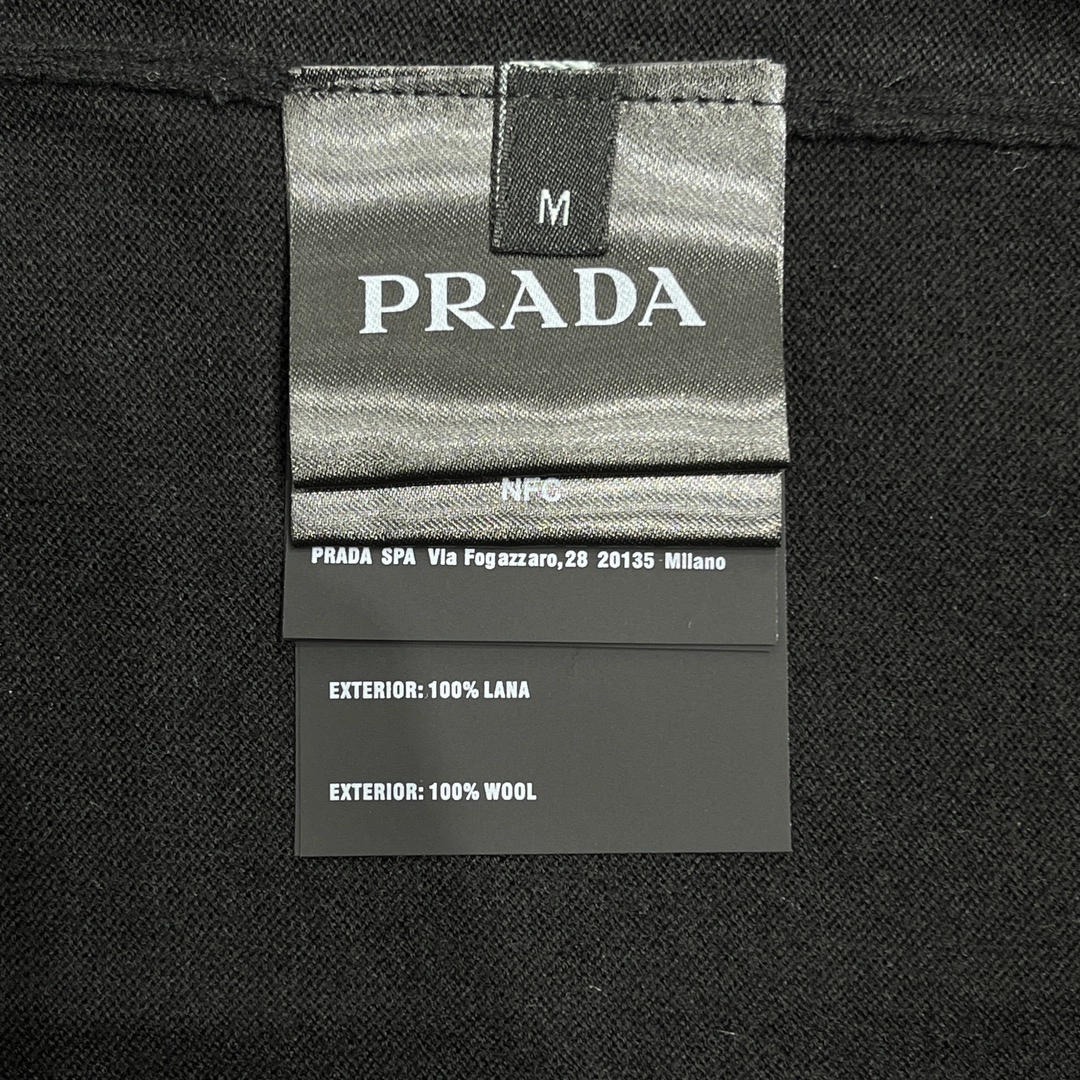 M
PRADA
NFC
PRADA SPA Via Fogazzaro,28 20135 Milano
EXTERIOR: 100% LANA
EXTERIOR: 100% WOOL